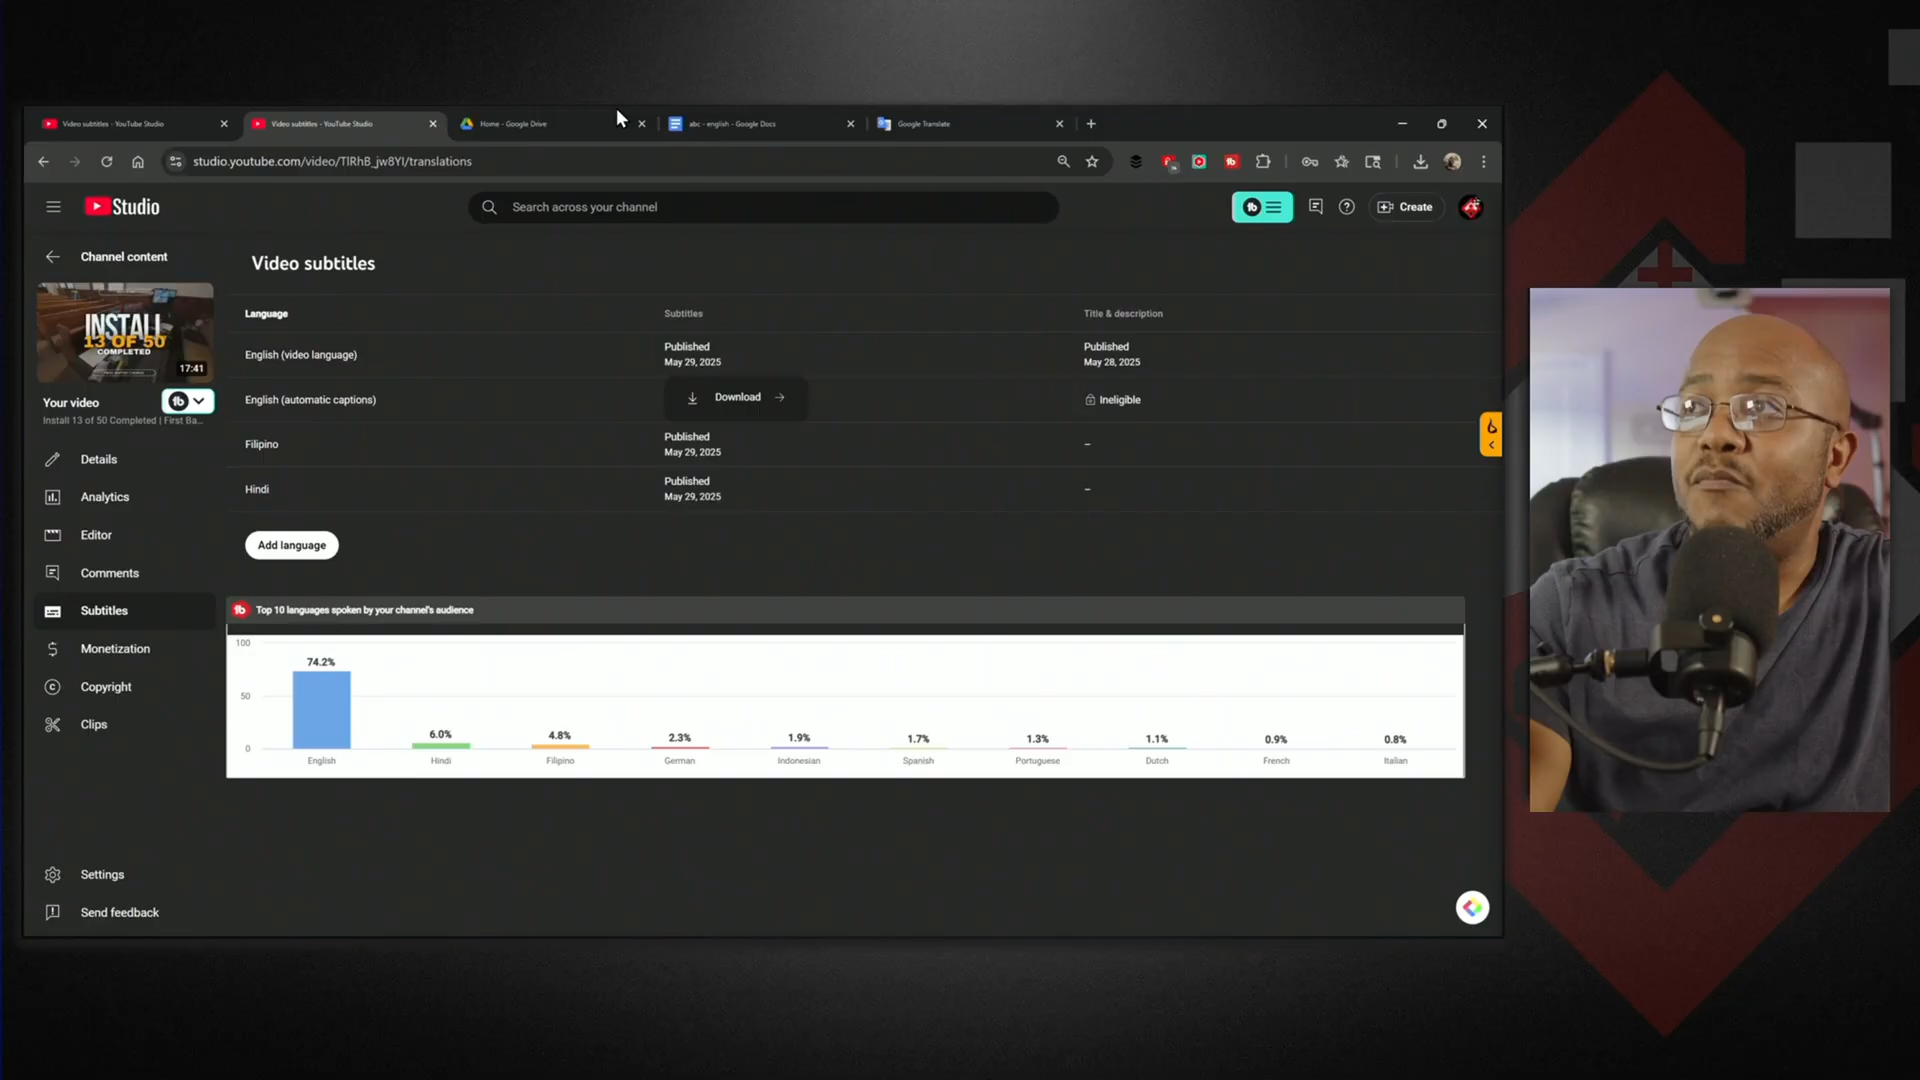 Video subtitles - YouTube Studio
Video subtitles - YouTube Studio
Home - Google Drive
abc - english - Google Docs
Google Translate
studio.youtube.com/video/TlRhB_jw8YI/translations
Studio
Search across your channel
Create
Channel content
INSTALL
13 OF 50
COMPLETED
17:41
Your video
Install 13 of 50 Completed | First Ba...
Details
Analytics
Editor
Comments
Subtitles
Monetization
Copyright
Clips
Settings
Send feedback
Video subtitles
Language
Subtitles
Title & description
English (video language)
Published
May 29, 2025
Published
May 28, 2025
English (automatic captions)
Download
Ineligible
Filipino
Published
May 29, 2025
–
Hindi
Published
May 29, 2025
–
Add language
Top 10 languages spoken by your channel's audience
100
50
0
74.2%
6.0%
4.8%
2.3%
1.9%
1.7%
1.3%
1.1%
0.9%
0.8%
English
Hindi
Filipino
German
Indonesian
Spanish
Portuguese
Dutch
French
Italian